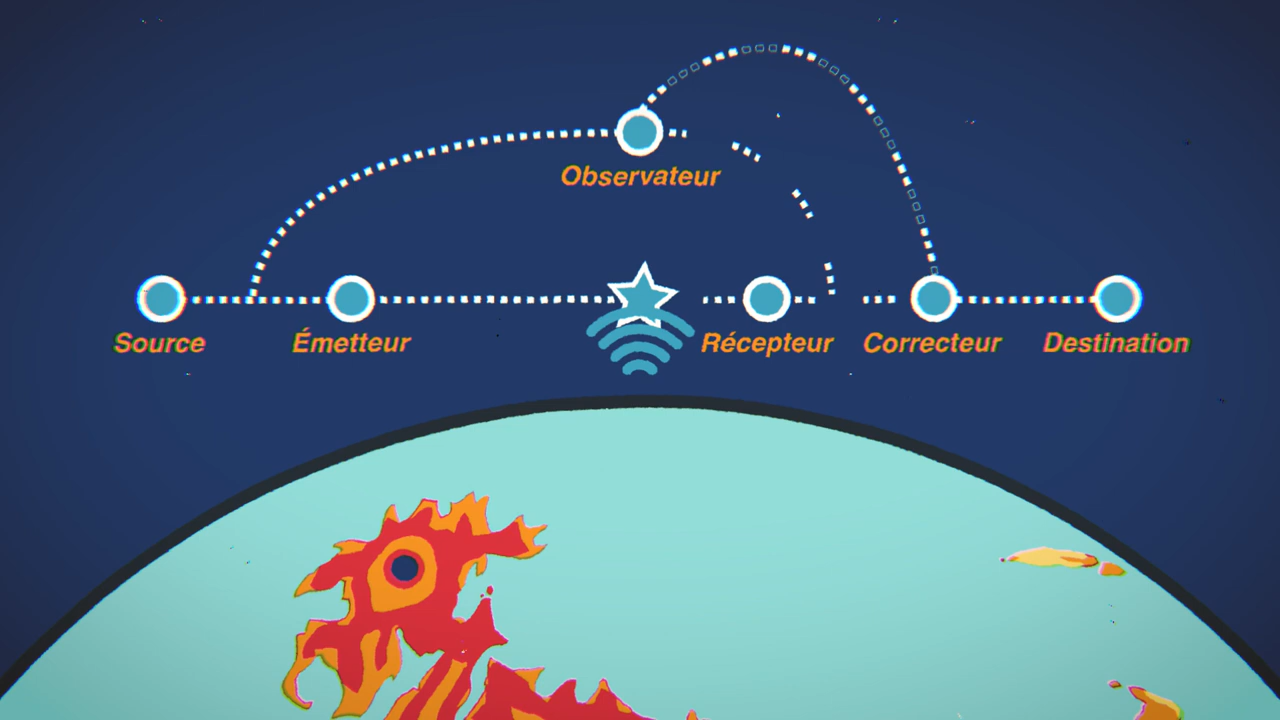 Observateur
Source
Émetteur
Récepteur
Correcteur
Destination